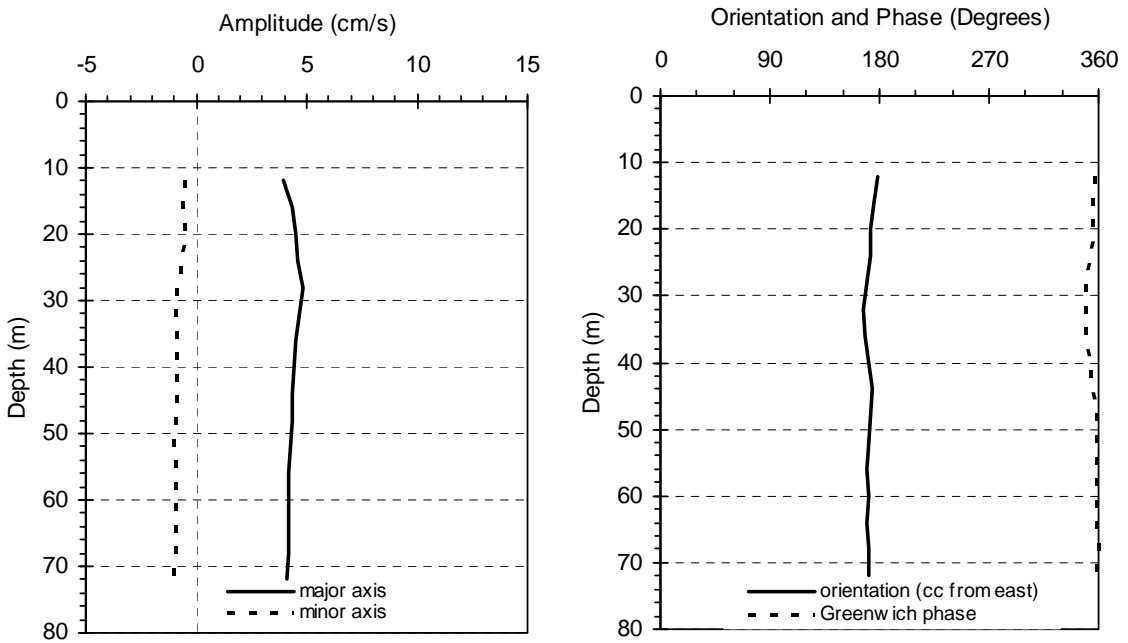 Amplitude (cm/s)
-5 0 5 10 15
0
10
20
30
40
50
60
70
80
Depth (m)
major axis
minor axis
Orientation and Phase (Degrees)
0 90 180 270 360
0
10
20
30
40
50
60
70
80
Depth (m)
orientation (cc from east)
Greenwich phase